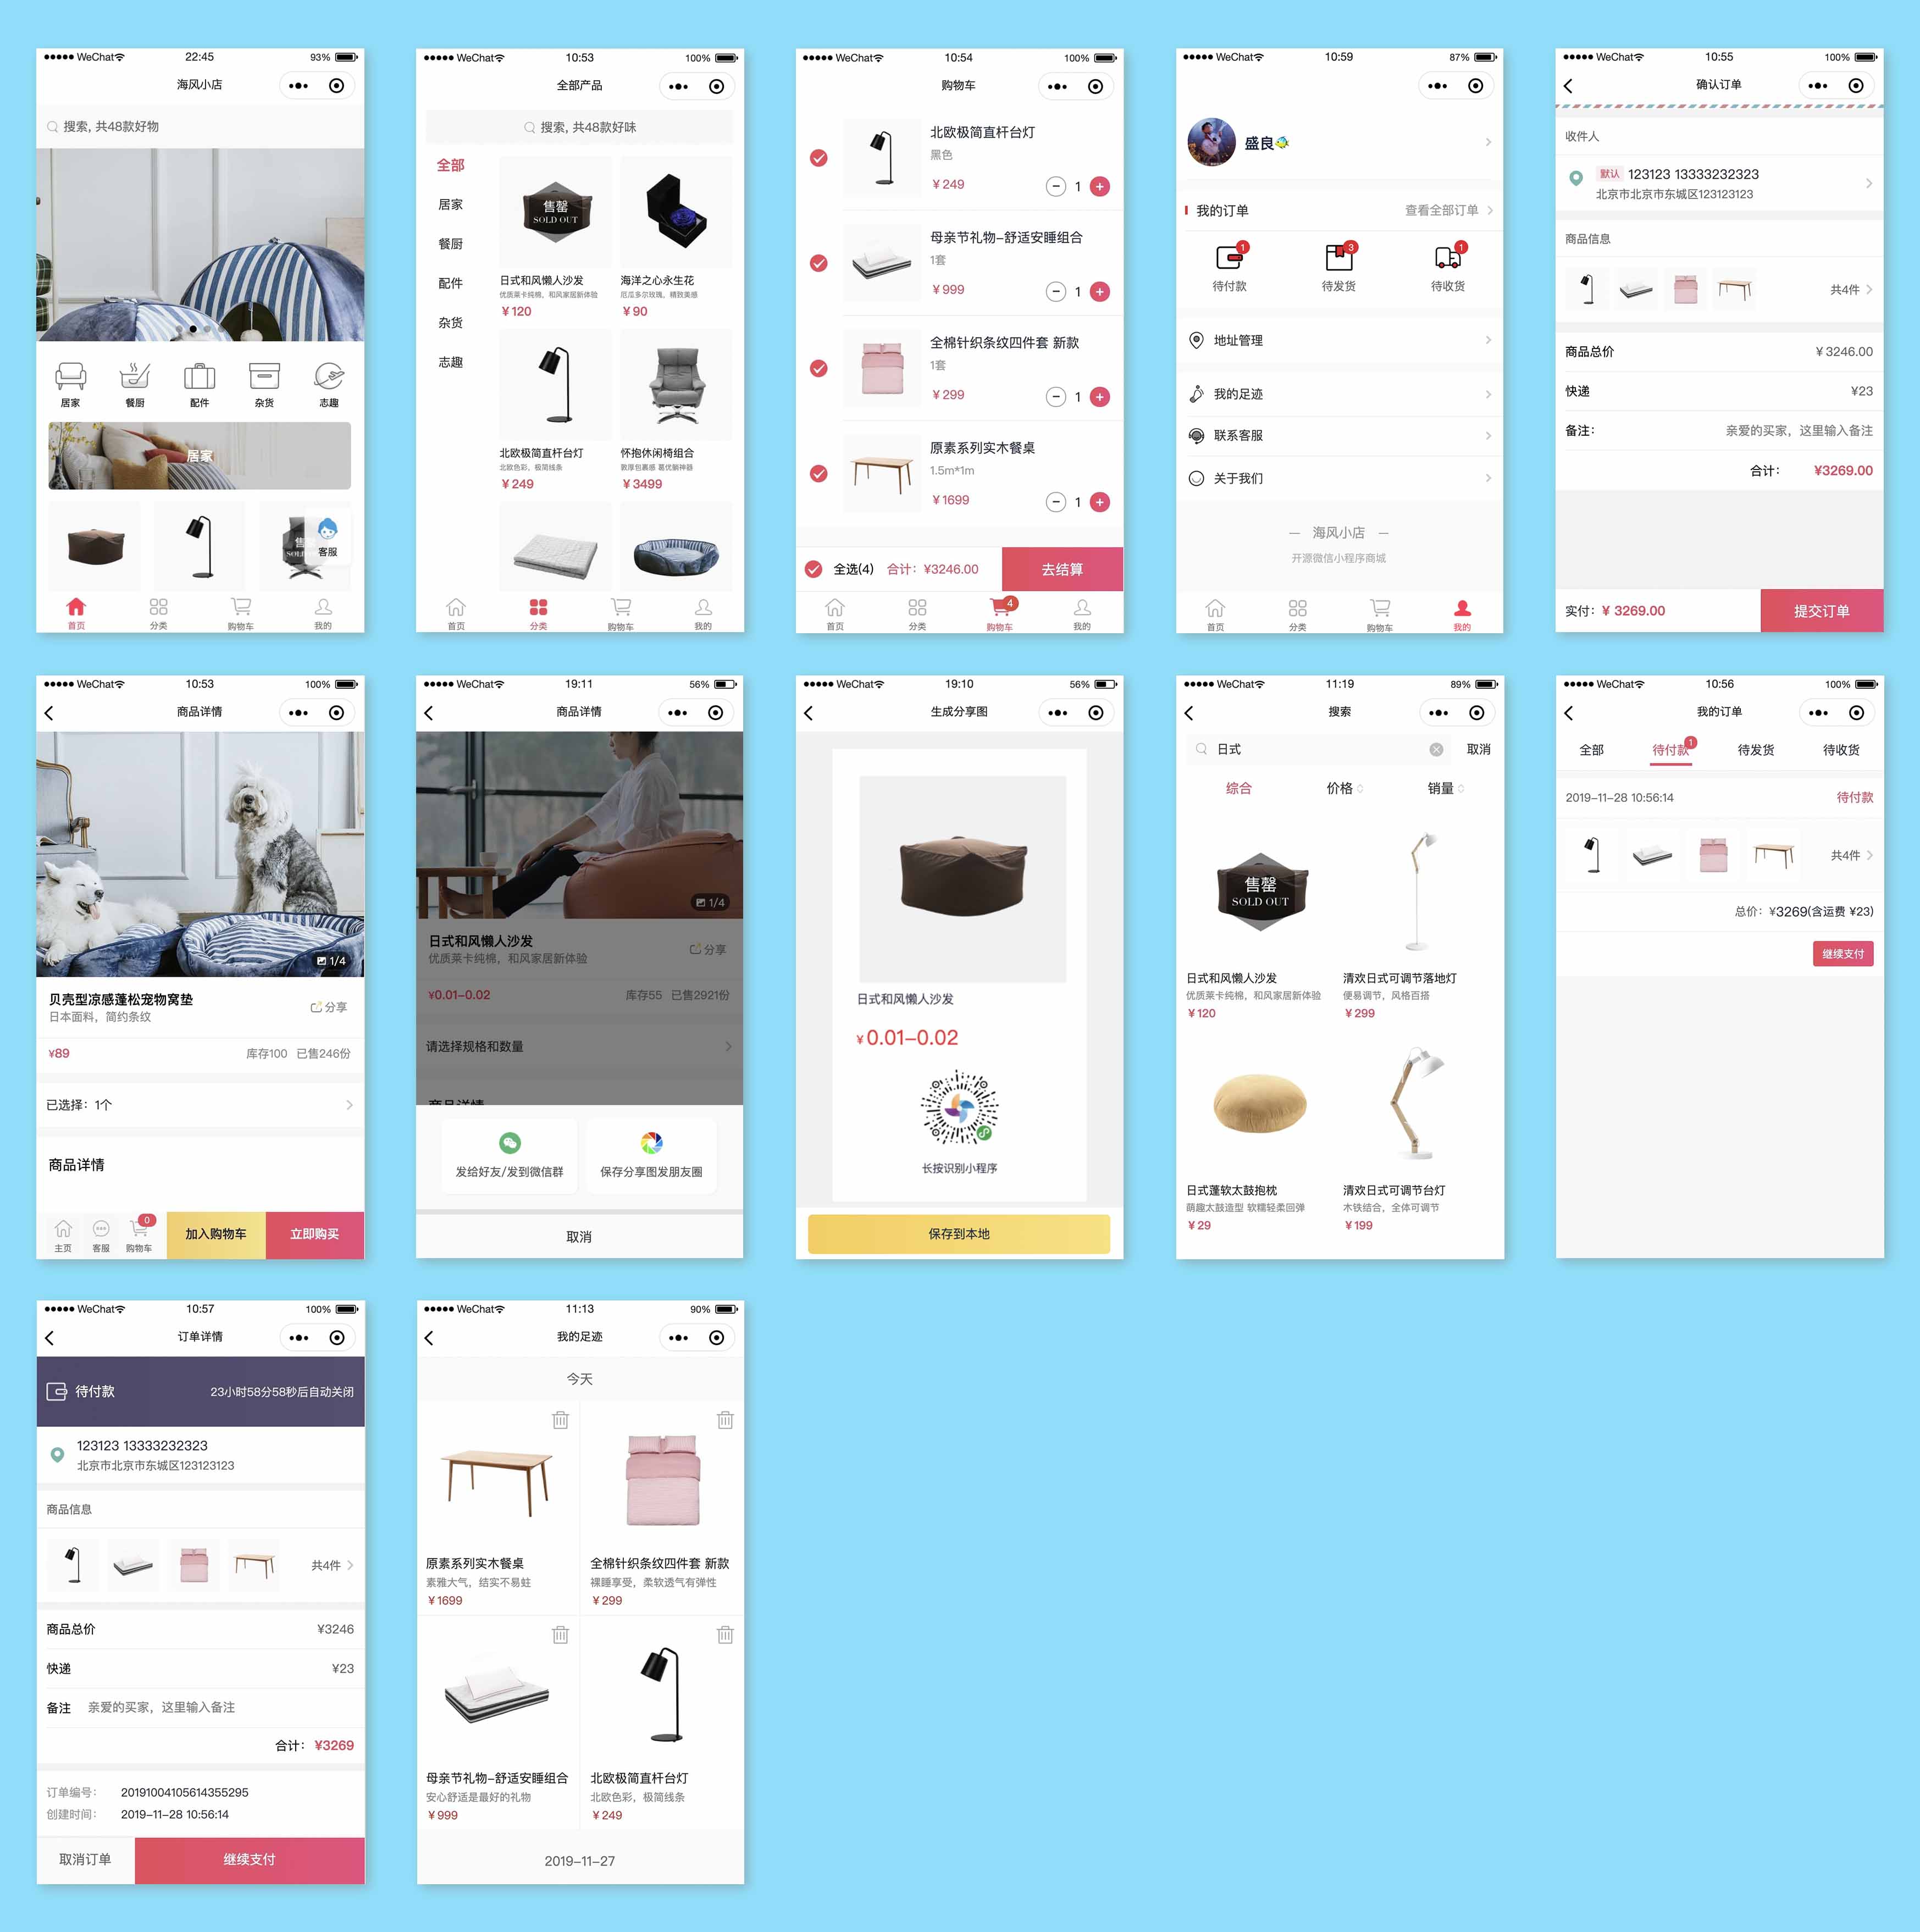 ●●●●● WeChat 22:45 93%
海风小店
搜索, 共48款好物
居家 餐厨 配件 杂货 志趣
居家
售
SOL
客服
首页 分类 购物车 我的
●●●●● WeChat 10:53 100%
全部产品
搜索, 共48款好味
全部
居家
餐厨
配件
杂货
志趣
售罄
SOLD OUT
日式和风懒人沙发
优质莱卡纯棉，和风家居新体验
￥120
海洋之心永生花
厄瓜多尔玫瑰，精致美感
￥90
北欧极简直杆台灯
北欧色彩，极简线条
￥249
怀抱休闲椅组合
敦厚包裹感 葛优躺神器
￥3499
首页 分类 购物车 我的
●●●●● WeChat 10:54 100%
购物车
北欧极简直杆台灯
黑色
￥249
1
母亲节礼物-舒适安睡组合
1套
￥999
1
全棉针织条纹四件套 新款
1套
￥299
1
原素系列实木餐桌
1.5m*1m
￥1699
1
全选(4) 合计：¥3246.00 去结算
4
首页 分类 购物车 我的
●●●●● WeChat 10:59 87%
盛良
我的订单 查看全部订单
1 3 1
待付款 待发货 待收货
地址管理
我的足迹
联系客服
关于我们
— 海风小店 —
开源微信小程序商城
首页 分类 购物车 我的
●●●●● WeChat 10:55 100%
确认订单
收件人
默认 123123 13333232323
北京市北京市东城区123123123
商品信息
共4件
商品总价 ￥3246.00
快递 ¥23
备注： 亲爱的买家，这里输入备注
合计： ¥3269.00
实付：￥3269.00 提交订单
●●●●● WeChat 10:53 100%
商品详情
1/4
贝壳型凉感蓬松宠物窝垫
日本面料，简约条纹
分享
¥89 库存100 已售246份
已选择：1个
商品详情
0
主页 客服 购物车 加入购物车 立即购买
●●●●● WeChat 19:11 56%
商品详情
1/4
日式和风懒人沙发
优质莱卡纯棉，和风家居新体验
分享
¥0.01-0.02 库存55 已售2921份
请选择规格和数量
商品详情
发给好友/发到微信群 保存分享图发朋友圈
取消
●●●●● WeChat 19:10 56%
生成分享图
日式和风懒人沙发
¥0.01-0.02
长按识别小程序
保存到本地
●●●●● WeChat 11:19 89%
搜索
日式 取消
综合 价格 销量
售罄
SOLD OUT
日式和风懒人沙发
优质莱卡纯棉，和风家居新体验
￥120
清欢日式可调节落地灯
便易调节，风格百搭
￥299
日式蓬软太鼓抱枕
萌趣太鼓造型 软糯轻柔回弹
￥29
清欢日式可调节台灯
木铁结合，全体可调节
￥199
●●●●● WeChat 10:56 100%
我的订单
全部 待付款 1 待发货 待收货
2019-11-28 10:56:14 待付款
共4件
总价：¥3269(含运费 ¥23)
继续支付
●●●●● WeChat 10:57 100%
订单详情
待付款 23小时58分58秒后自动关闭
123123 13333232323
北京市北京市东城区123123123
商品信息
共4件
商品总价 ¥3246
快递 ¥23
备注 亲爱的买家，这里输入备注
合计： ¥3269
订单编号： 20191004105614355295
创建时间： 2019-11-28 10:56:14
取消订单 继续支付
●●●●● WeChat 11:13 90%
我的足迹
今天
原素系列实木餐桌
素雅大气，结实不易蛀
￥1699
全棉针织条纹四件套 新款
裸睡享受，柔软透气有弹性
￥299
母亲节礼物-舒适安睡组合
安心舒适是最好的礼物
￥999
北欧极简直杆台灯
北欧色彩，极简线条
￥249
2019-11-27